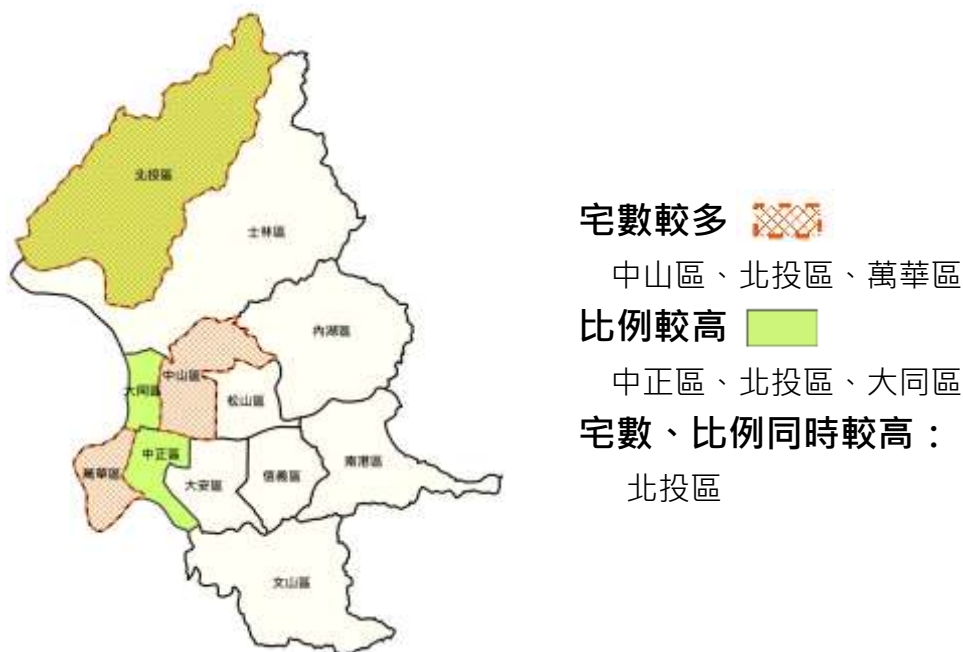 北投區
士林區
內湖區
大同區
中山區
松山區
萬華區
中正區
大安區
信義區
南港區
文山區
宅數較多
中山區、北投區、萬華區
比例較高
中正區、北投區、大同區
宅數、比例同時較高：
北投區